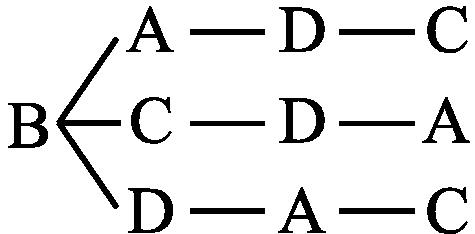 A — D — C
B C — D — A
D — A — C